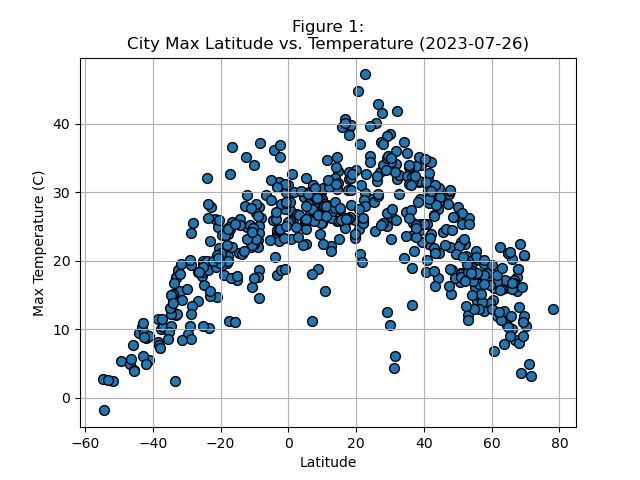 Figure 1:
City Max Latitude vs. Temperature (2023-07-26)
Max Temperature (C)
40
30
20
10
0
−60 −40 −20 0 20 40 60 80
Latitude